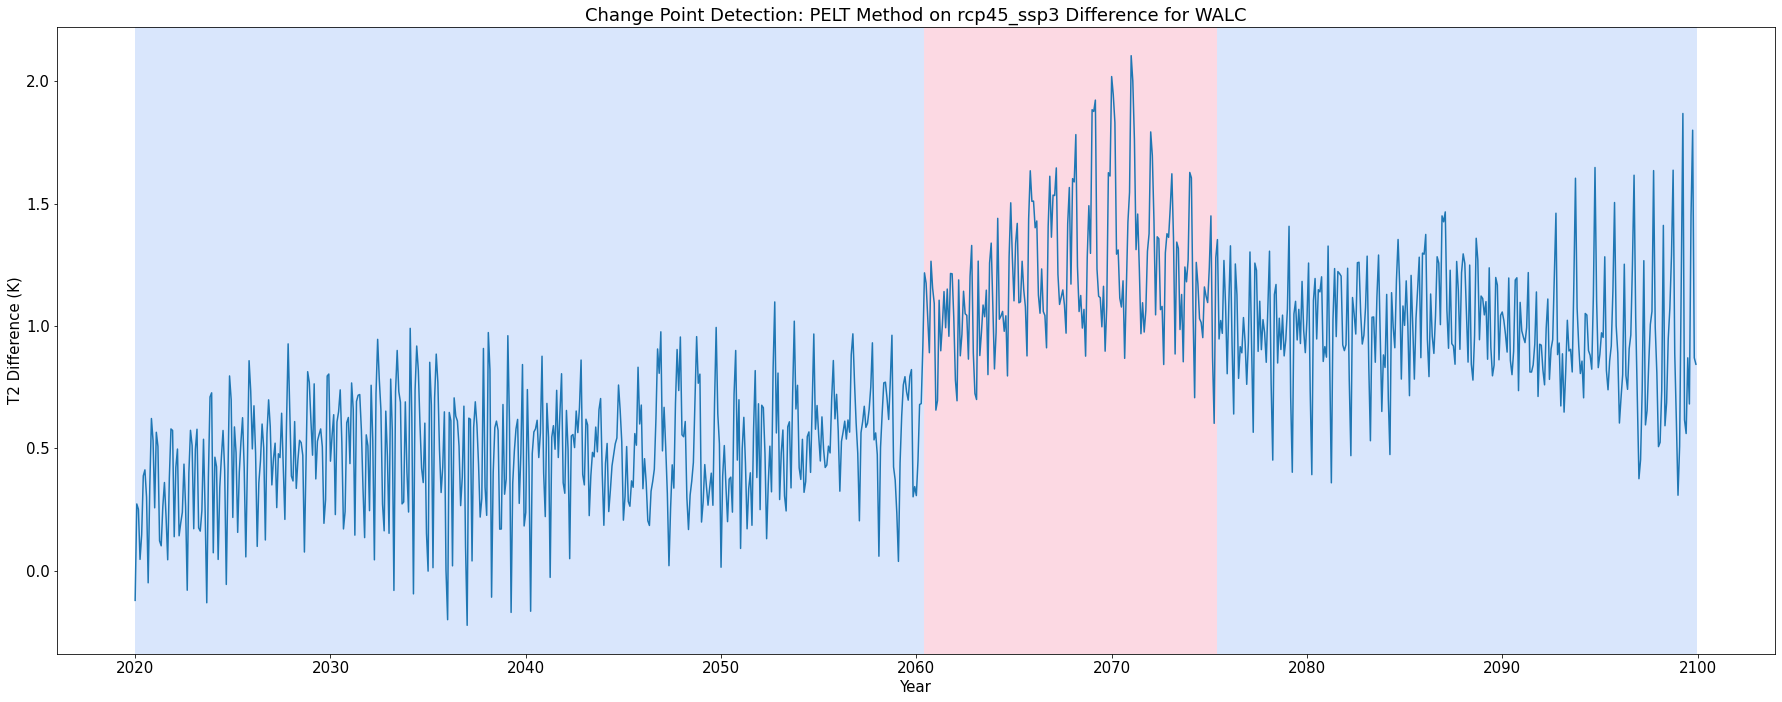 Change Point Detection: PELT Method on rcp45_ssp3 Difference for WALC
T2 Difference (K)
2.0
1.5
1.0
0.5
0.0
2020 2030 2040 2050 2060 2070 2080 2090 2100
Year